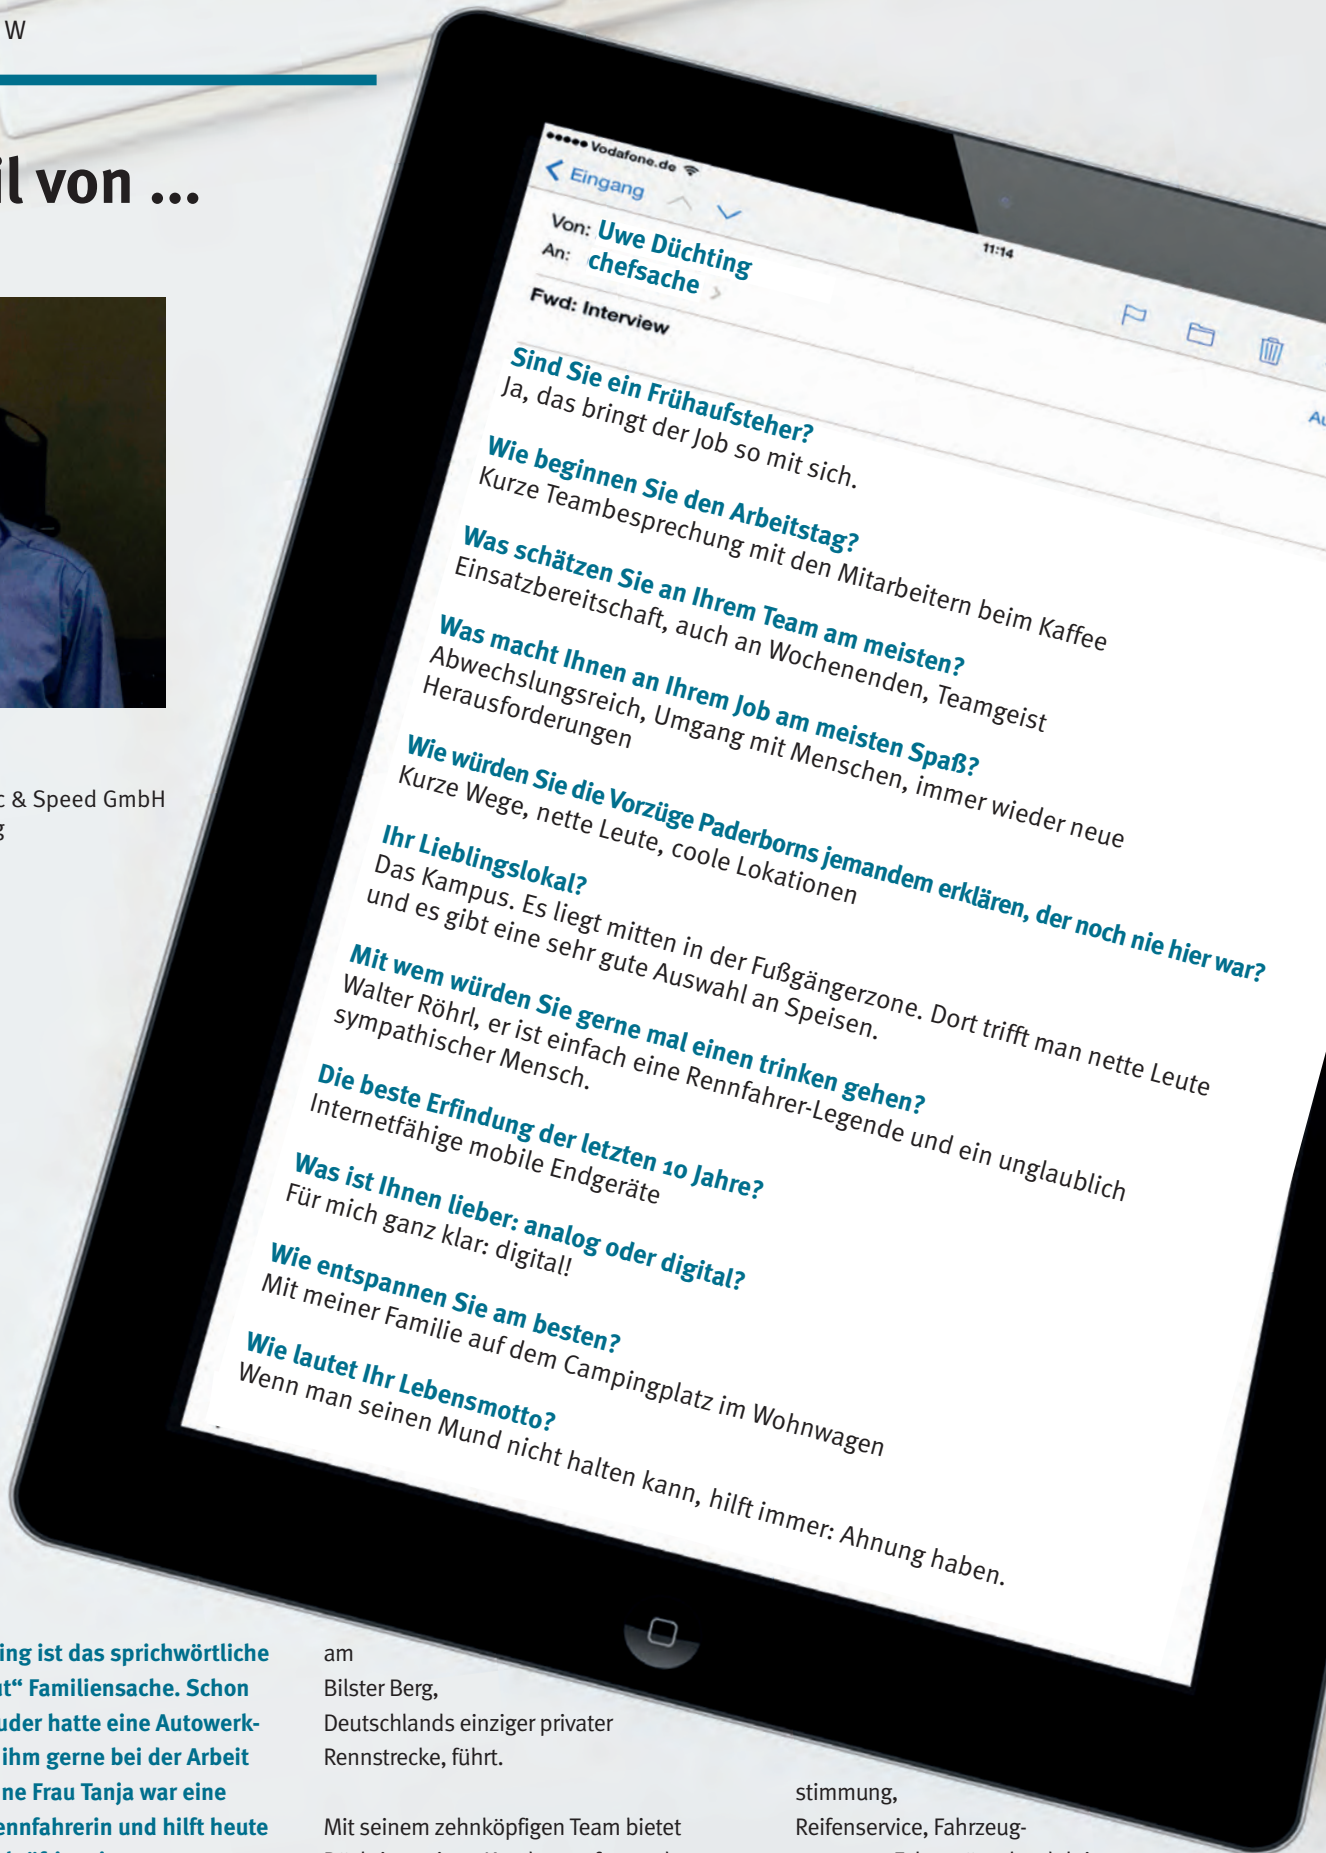 W
von ...
& Speed GmbH
Vodafone.de
11:14
Eingang
Von: Uwe Düchting
An: chefsache
Fwd: Interview
Sind Sie ein Frühaufsteher?
Ja, das bringt der Job so mit sich.
Wie beginnen Sie den Arbeitstag?
Kurze Teambesprechung mit den Mitarbeitern beim Kaffee
Was schätzen Sie an Ihrem Team am meisten?
Einsatzbereitschaft, auch an Wochenenden, Teamgeist
Was macht Ihnen an Ihrem Job am meisten Spaß?
Abwechslungsreich, Umgang mit Menschen, immer wieder neue
Herausforderungen
Wie würden Sie die Vorzüge Paderborns jemandem erklären, der noch nie hier war?
Kurze Wege, nette Leute, coole Lokationen
Ihr Lieblingslokal?
Das Kampus. Es liegt mitten in der Fußgängerzone. Dort trifft man nette Leute
und es gibt eine sehr gute Auswahl an Speisen.
Mit wem würden Sie gerne mal einen trinken gehen?
Walter Röhrl, er ist einfach eine Rennfahrer-Legende und ein unglaublich
sympathischer Mensch.
Die beste Erfindung der letzten 10 Jahre?
Internetfähige mobile Endgeräte
Was ist Ihnen lieber: analog oder digital?
Für mich ganz klar: digital!
Wie entspannen Sie am besten?
Mit meiner Familie auf dem Campingplatz im Wohnwagen
Wie lautet Ihr Lebensmotto?
Wenn man seinen Mund nicht halten kann, hilft immer: Ahnung haben.
ist das sprichwörtliche
Familiensache. Schon
hatte eine Autowerk-
ihm gerne bei der Arbeit
Frau Tanja war eine
und hilft heute
am
Bilster Berg,
Deutschlands einziger privater
Rennstrecke, führt.
Mit seinem zehnköpfigen Team bietet
stimmung,
Reifenservice, Fahrzeug-